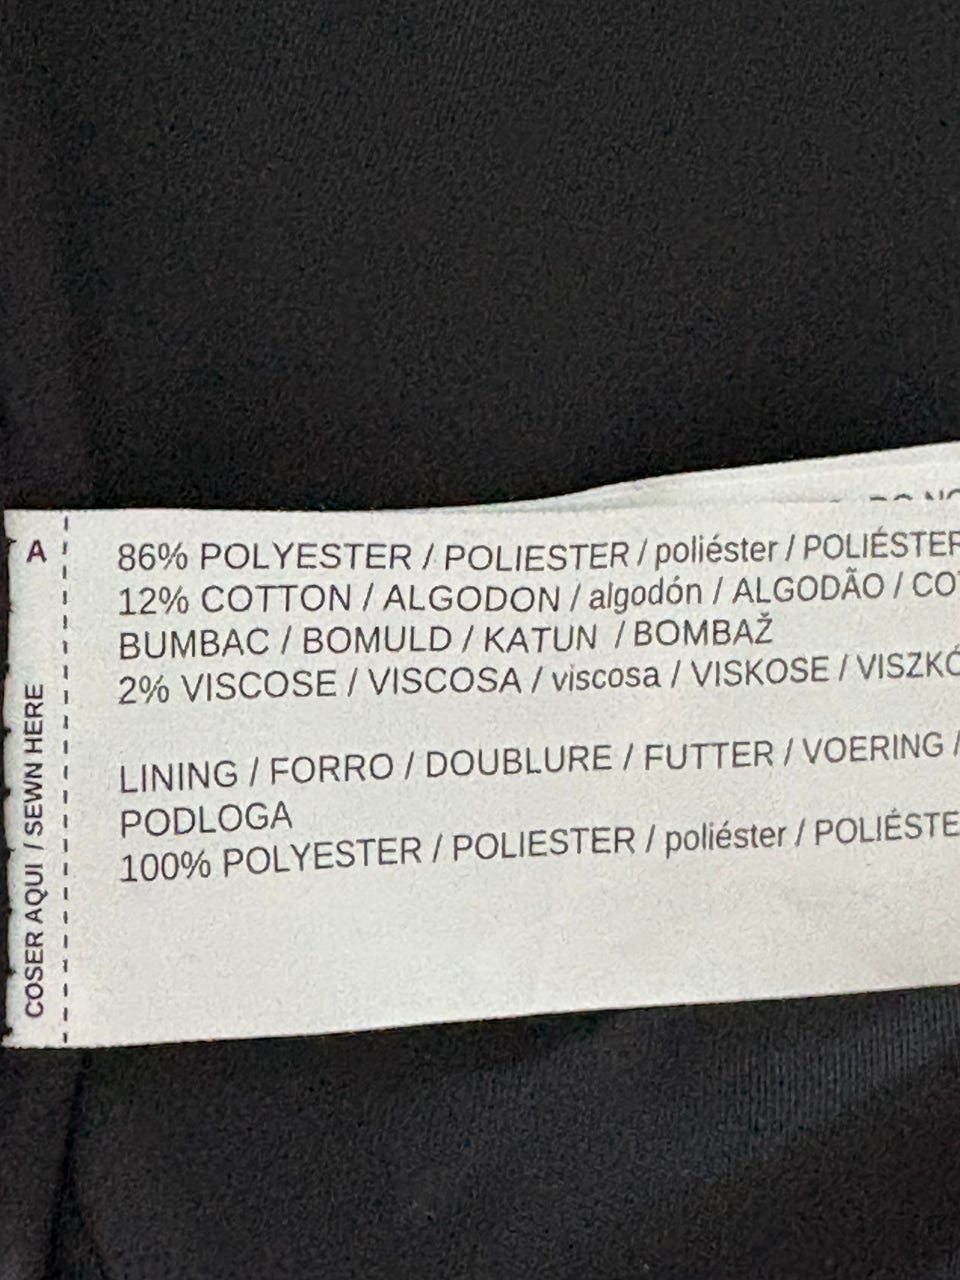 A
86% POLYESTER / POLIESTER / poliéster / POLIÉSTER
12% COTTON / ALGODON / algodón / ALGODÃO /
BUMBAC / BOMULD / KATUN / BOMBAŽ
2% VISCOSE / VISCOSA / viscosa / VISKOSE /
LINING / FORRO / DOUBLURE / FUTTER / VOERING /
PODLOGA
100% POLYESTER / POLIESTER / poliéster /
COSER AQUI / SEWN HERE